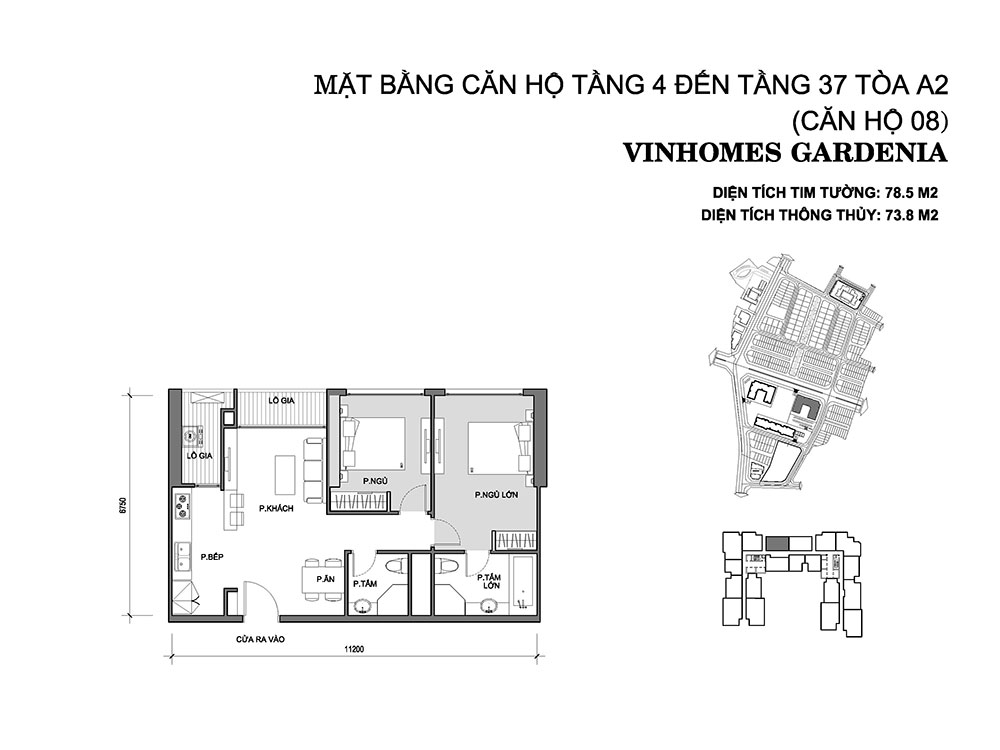 MẶT BẰNG CĂN HỘ TẦNG 4 ĐẾN TẦNG 37 TÒA A2
(CĂN HỘ 08)
VINHOMES GARDENIA
DIỆN TÍCH TIM TƯỜNG: 78.5 M2
DIỆN TÍCH THÔNG THỦY: 73.8 M2
LÔ GIA
LÔ GIA
P.NGỦ
P.NGỦ LỚN
P.KHÁCH
6750
P.BẾP
P.ĂN
P.TẮM
P.TẮM
LỚN
CỬA RA VÀO
11200